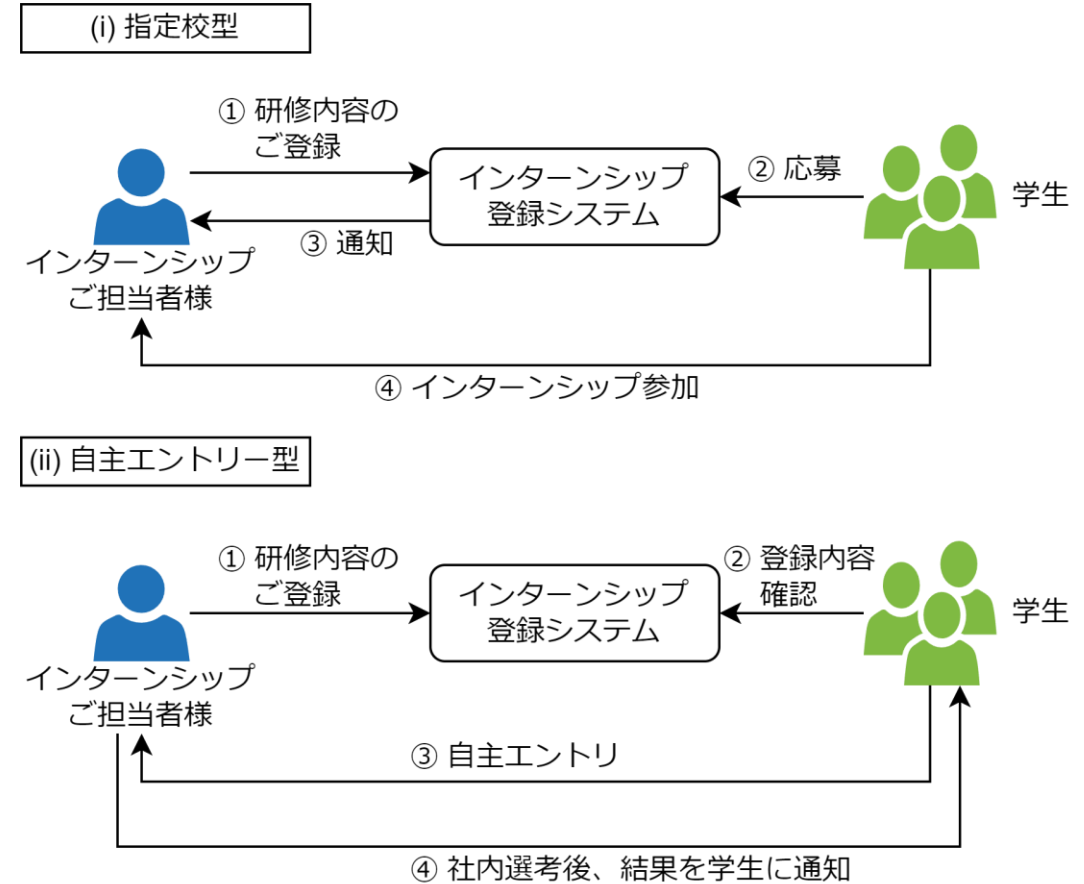 (i) 指定校型
① 研修内容の
ご登録
インターンシップ
登録システム
② 応募
学生
③ 通知
インターンシップ
ご担当者様
④ インターンシップ参加
(ii) 自主エントリー型
① 研修内容の
ご登録
インターンシップ
登録システム
② 登録内容
確認
学生
インターンシップ
ご担当者様
③ 自主エントリ
④ 社内選考後、結果を学生に通知